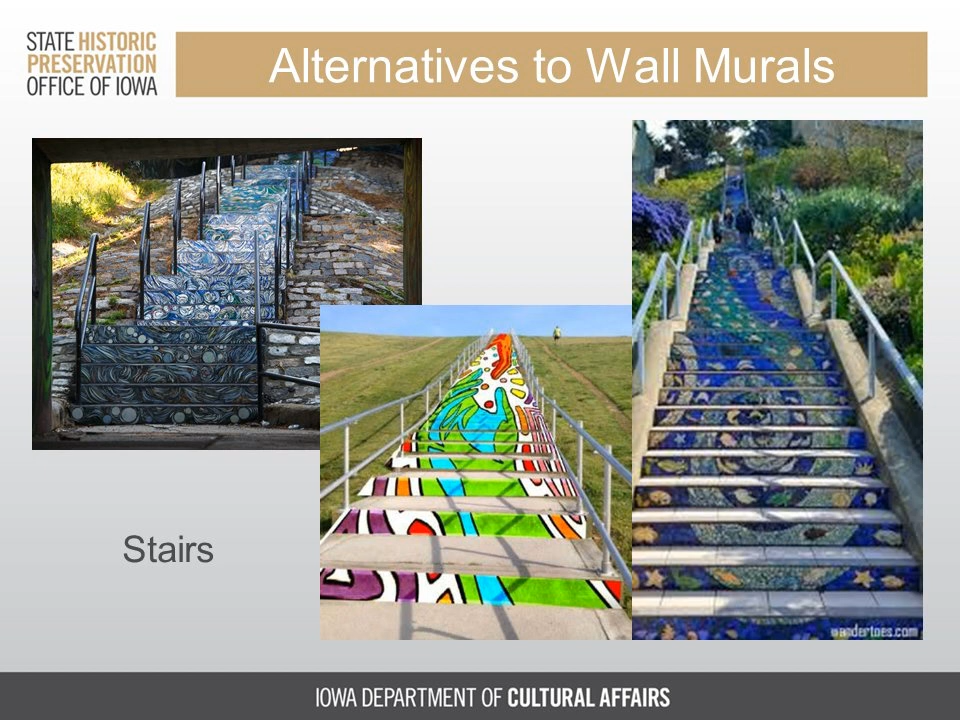 STATE HISTORIC
PRESERVATION
OFFICE OF IOWA
Alternatives to Wall Murals
Stairs
wandertoes.com
IOWA DEPARTMENT OF CULTURAL AFFAIRS